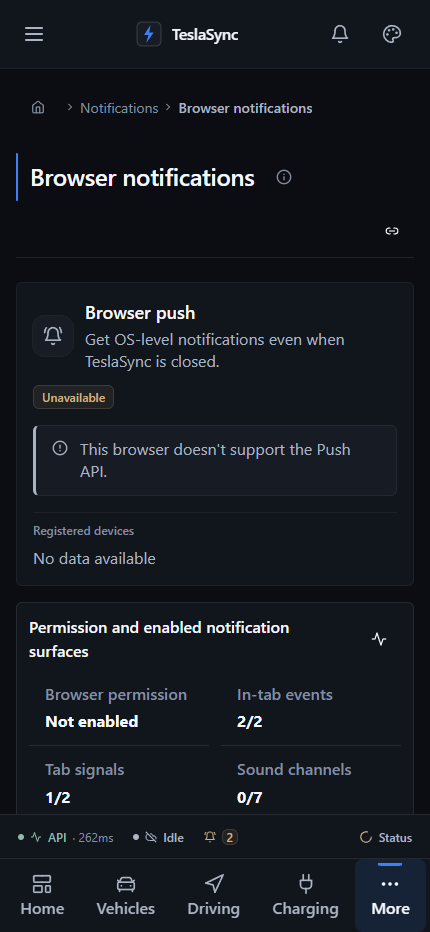 TeslaSync
Notifications
Browser notifications
Browser notifications
Browser push
Get OS-level notifications even when
TeslaSync is closed.
Unavailable
This browser doesn't support the Push
API.
Registered devices
No data available
Permission and enabled notification
surfaces
Browser permission
In-tab events
Not enabled
2/2
Tab signals
Sound channels
1/2
0/7
API · 262ms
Idle
2
Status
Home
Vehicles
Driving
Charging
More